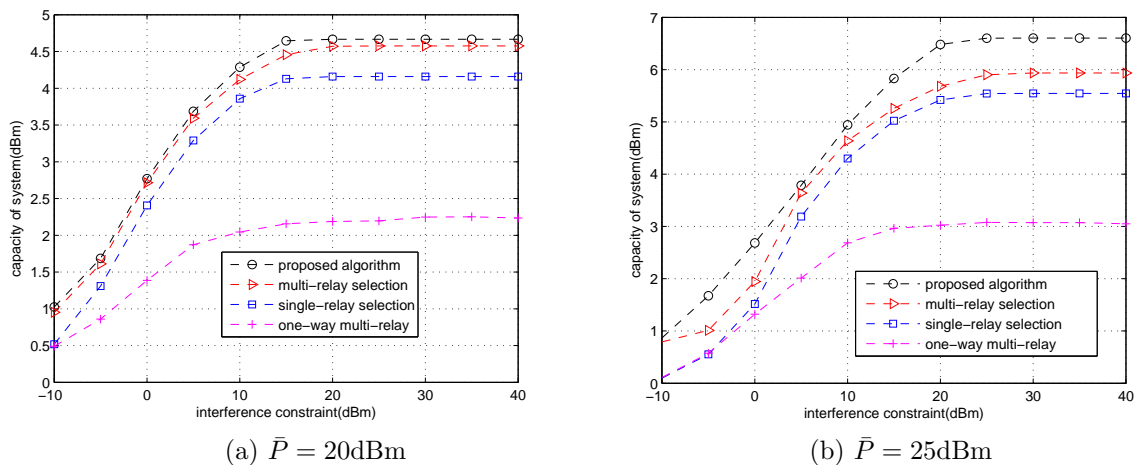 5
4.5
4
3.5
3
2.5
2
1.5
1
0.5
0
−10
0
10
20
30
40
capacity of system(dBm)
interference constraint(dBm)
proposed algorithm
multi−relay selection
single−relay selection
one−way multi−relay
(a) P̄ = 20dBm
7
6
5
4
3
2
1
0
−10
0
10
20
30
40
capacity of system(dBm)
interference constraint(dBm)
proposed algorithm
multi−relay selection
single−relay selection
one−way multi−relay
(b) P̄ = 25dBm